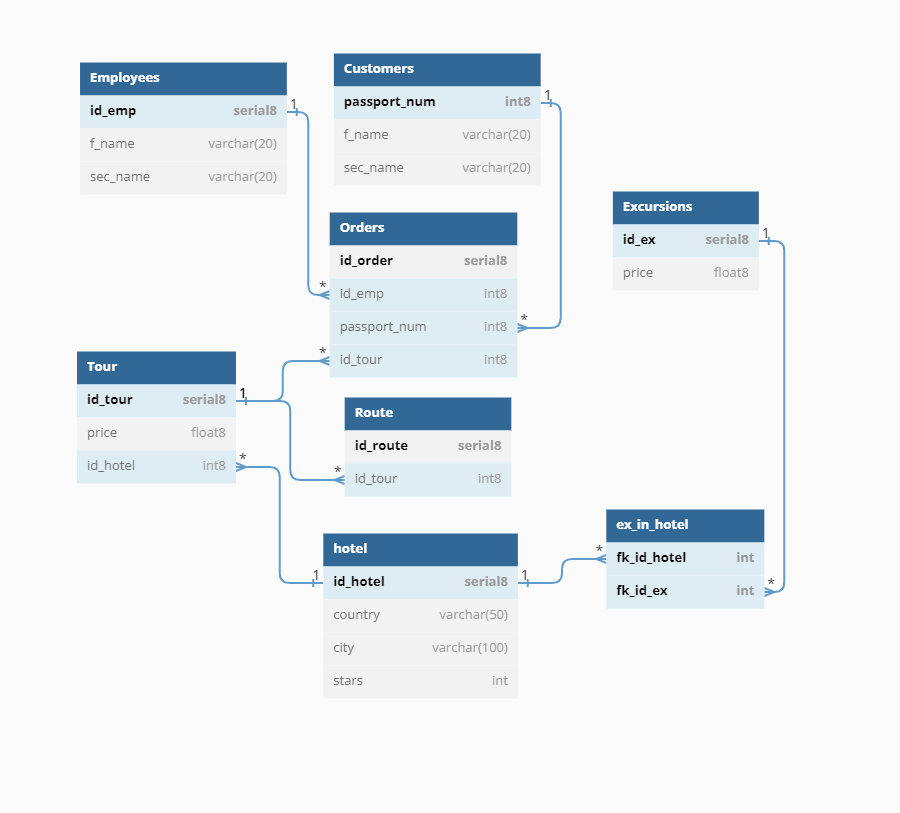 Employees
id_emp serial8
f_name varchar(20)
sec_name varchar(20)
1
*
Customers
passport_num int8
f_name varchar(20)
sec_name varchar(20)
1
*
Orders
id_order serial8
id_emp int8
passport_num int8
id_tour int8
*
Excursions
id_ex serial8
price float8
1
*
Tour
id_tour serial8
price float8
id_hotel int8
1
*
Route
id_route serial8
id_tour int8
*
hotel
id_hotel serial8
country varchar(50)
city varchar(100)
stars int
1
1
*
ex_in_hotel
fk_id_hotel int
fk_id_ex int